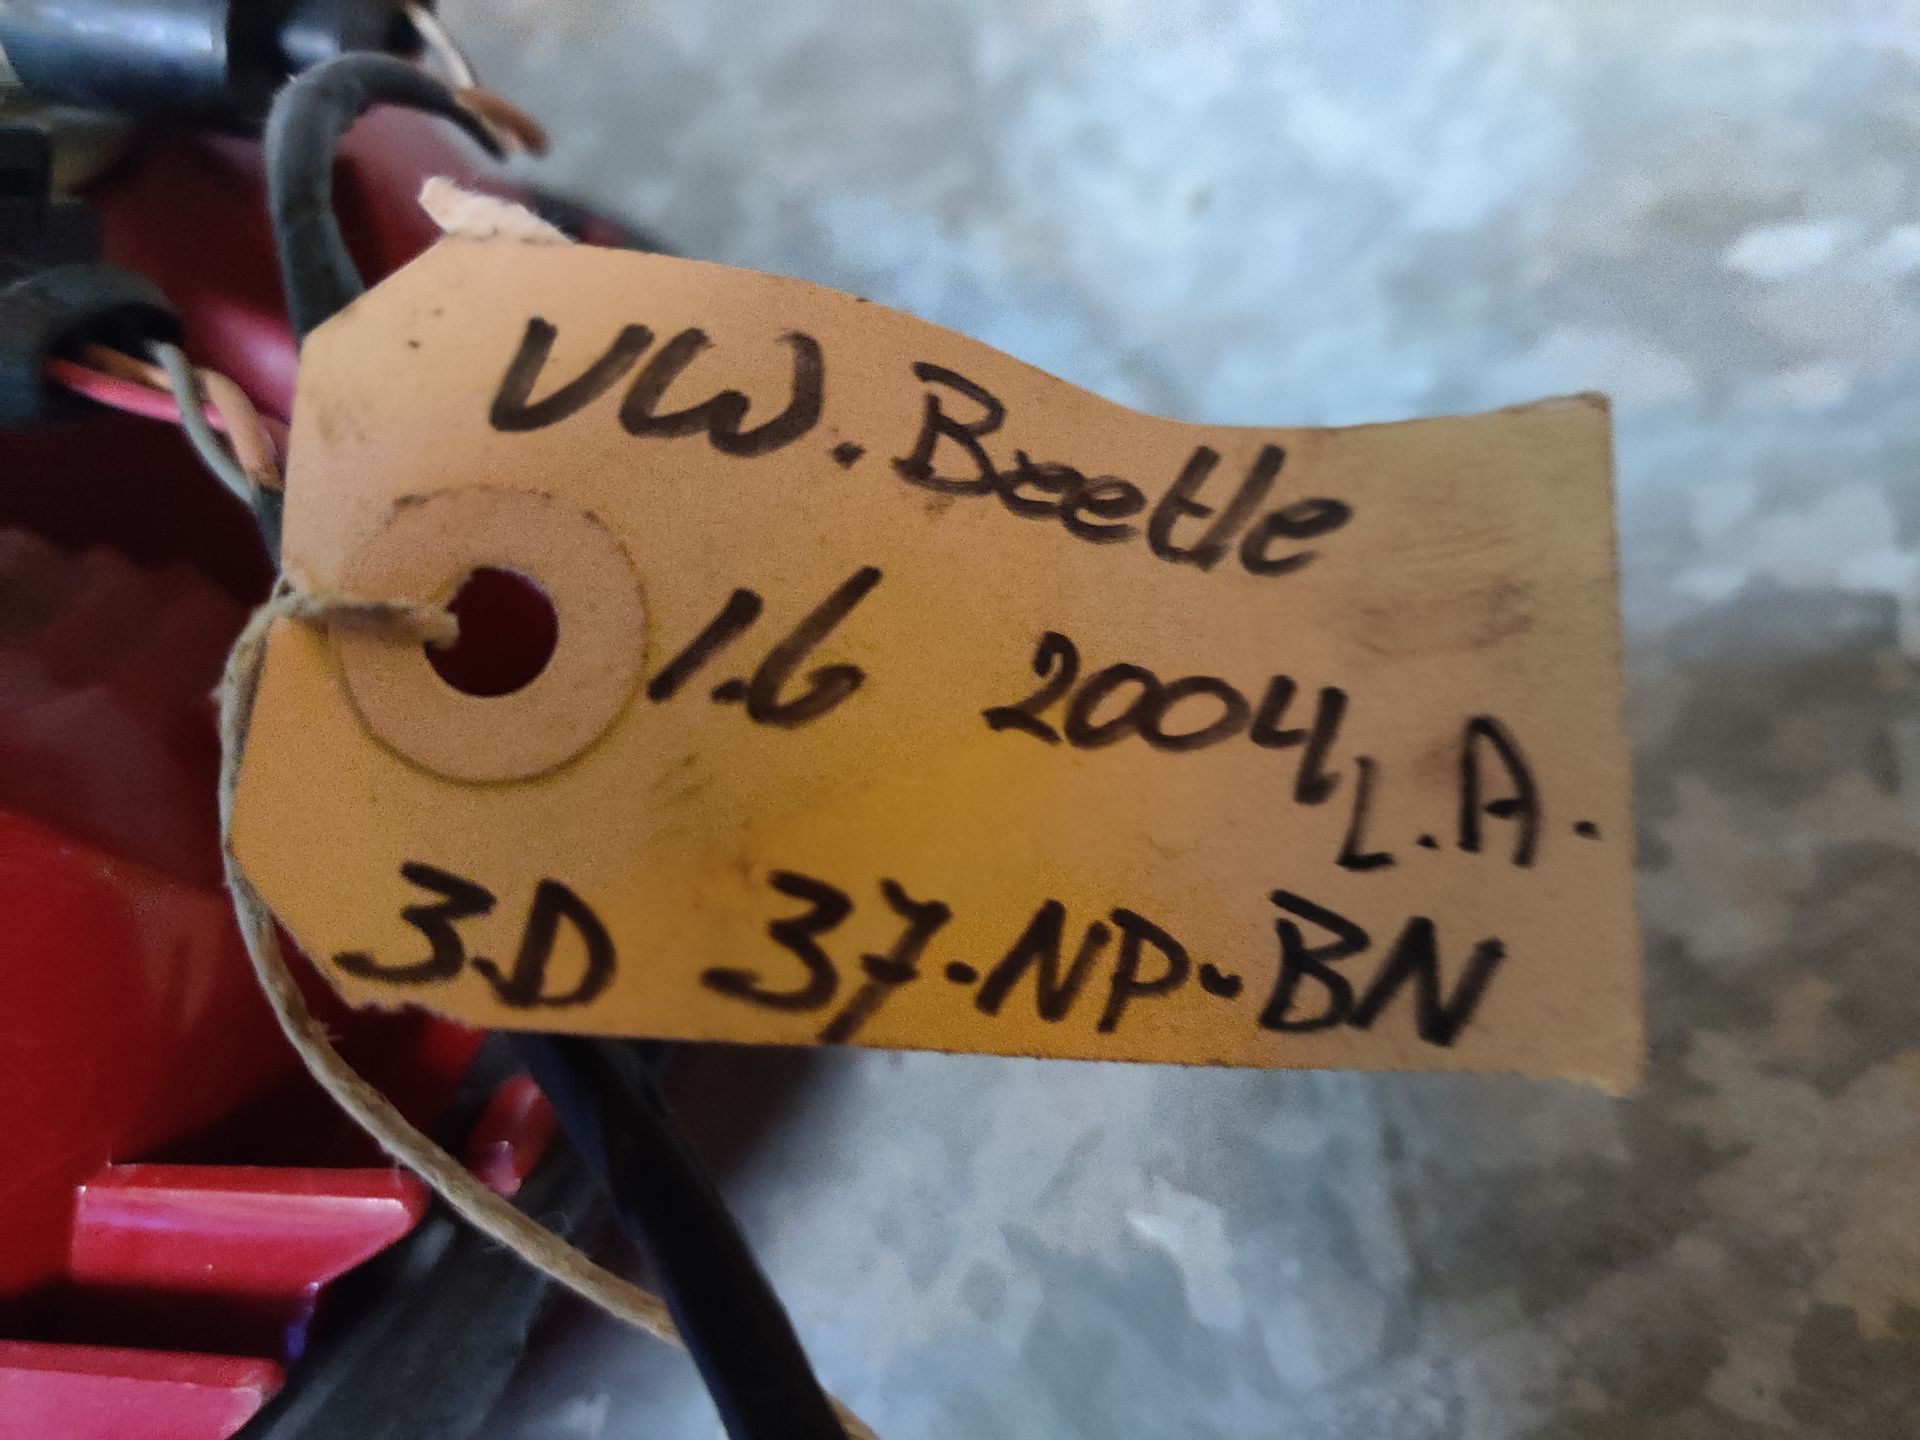 VW. Beetle
1.6 2004 L.A.
3.D 37-NP-BN